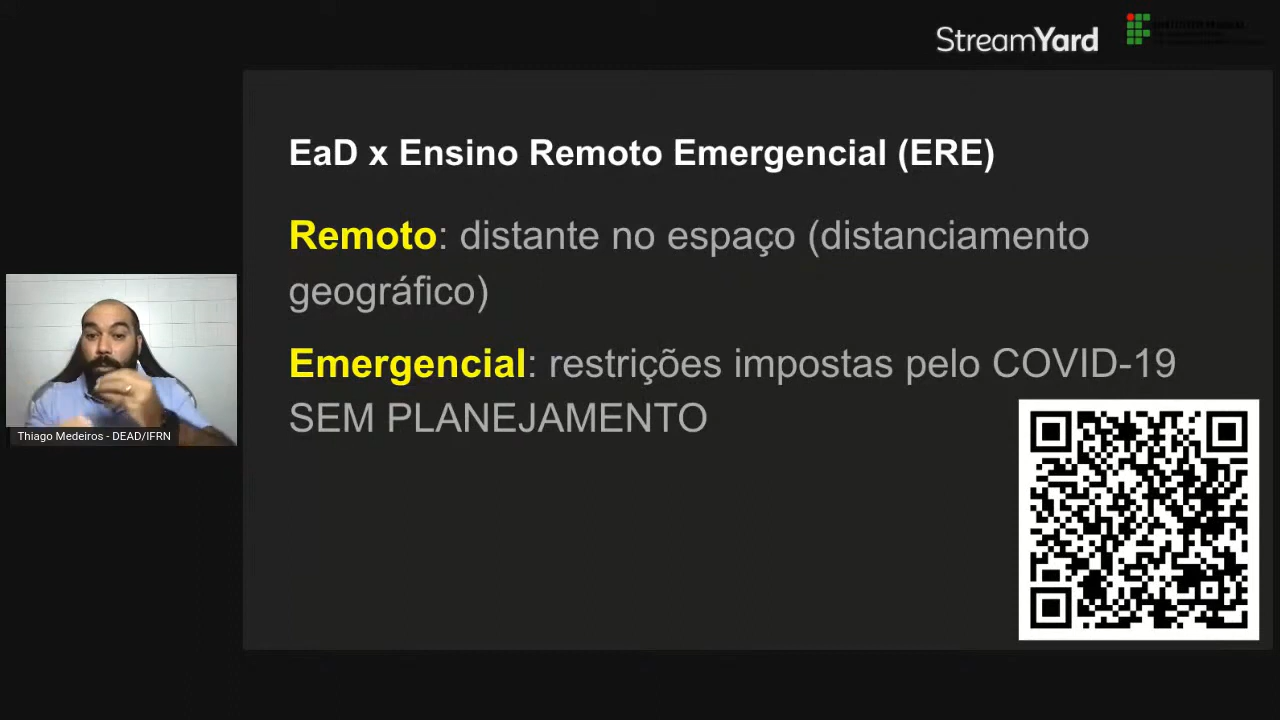 StreamYard
EaD x Ensino Remoto Emergencial (ERE)
Remoto: distante no espaço (distanciamento
geográfico)
Emergencial: restrições impostas pelo COVID-19
SEM PLANEJAMENTO
Thiago Medeiros - DEAD/IFRN